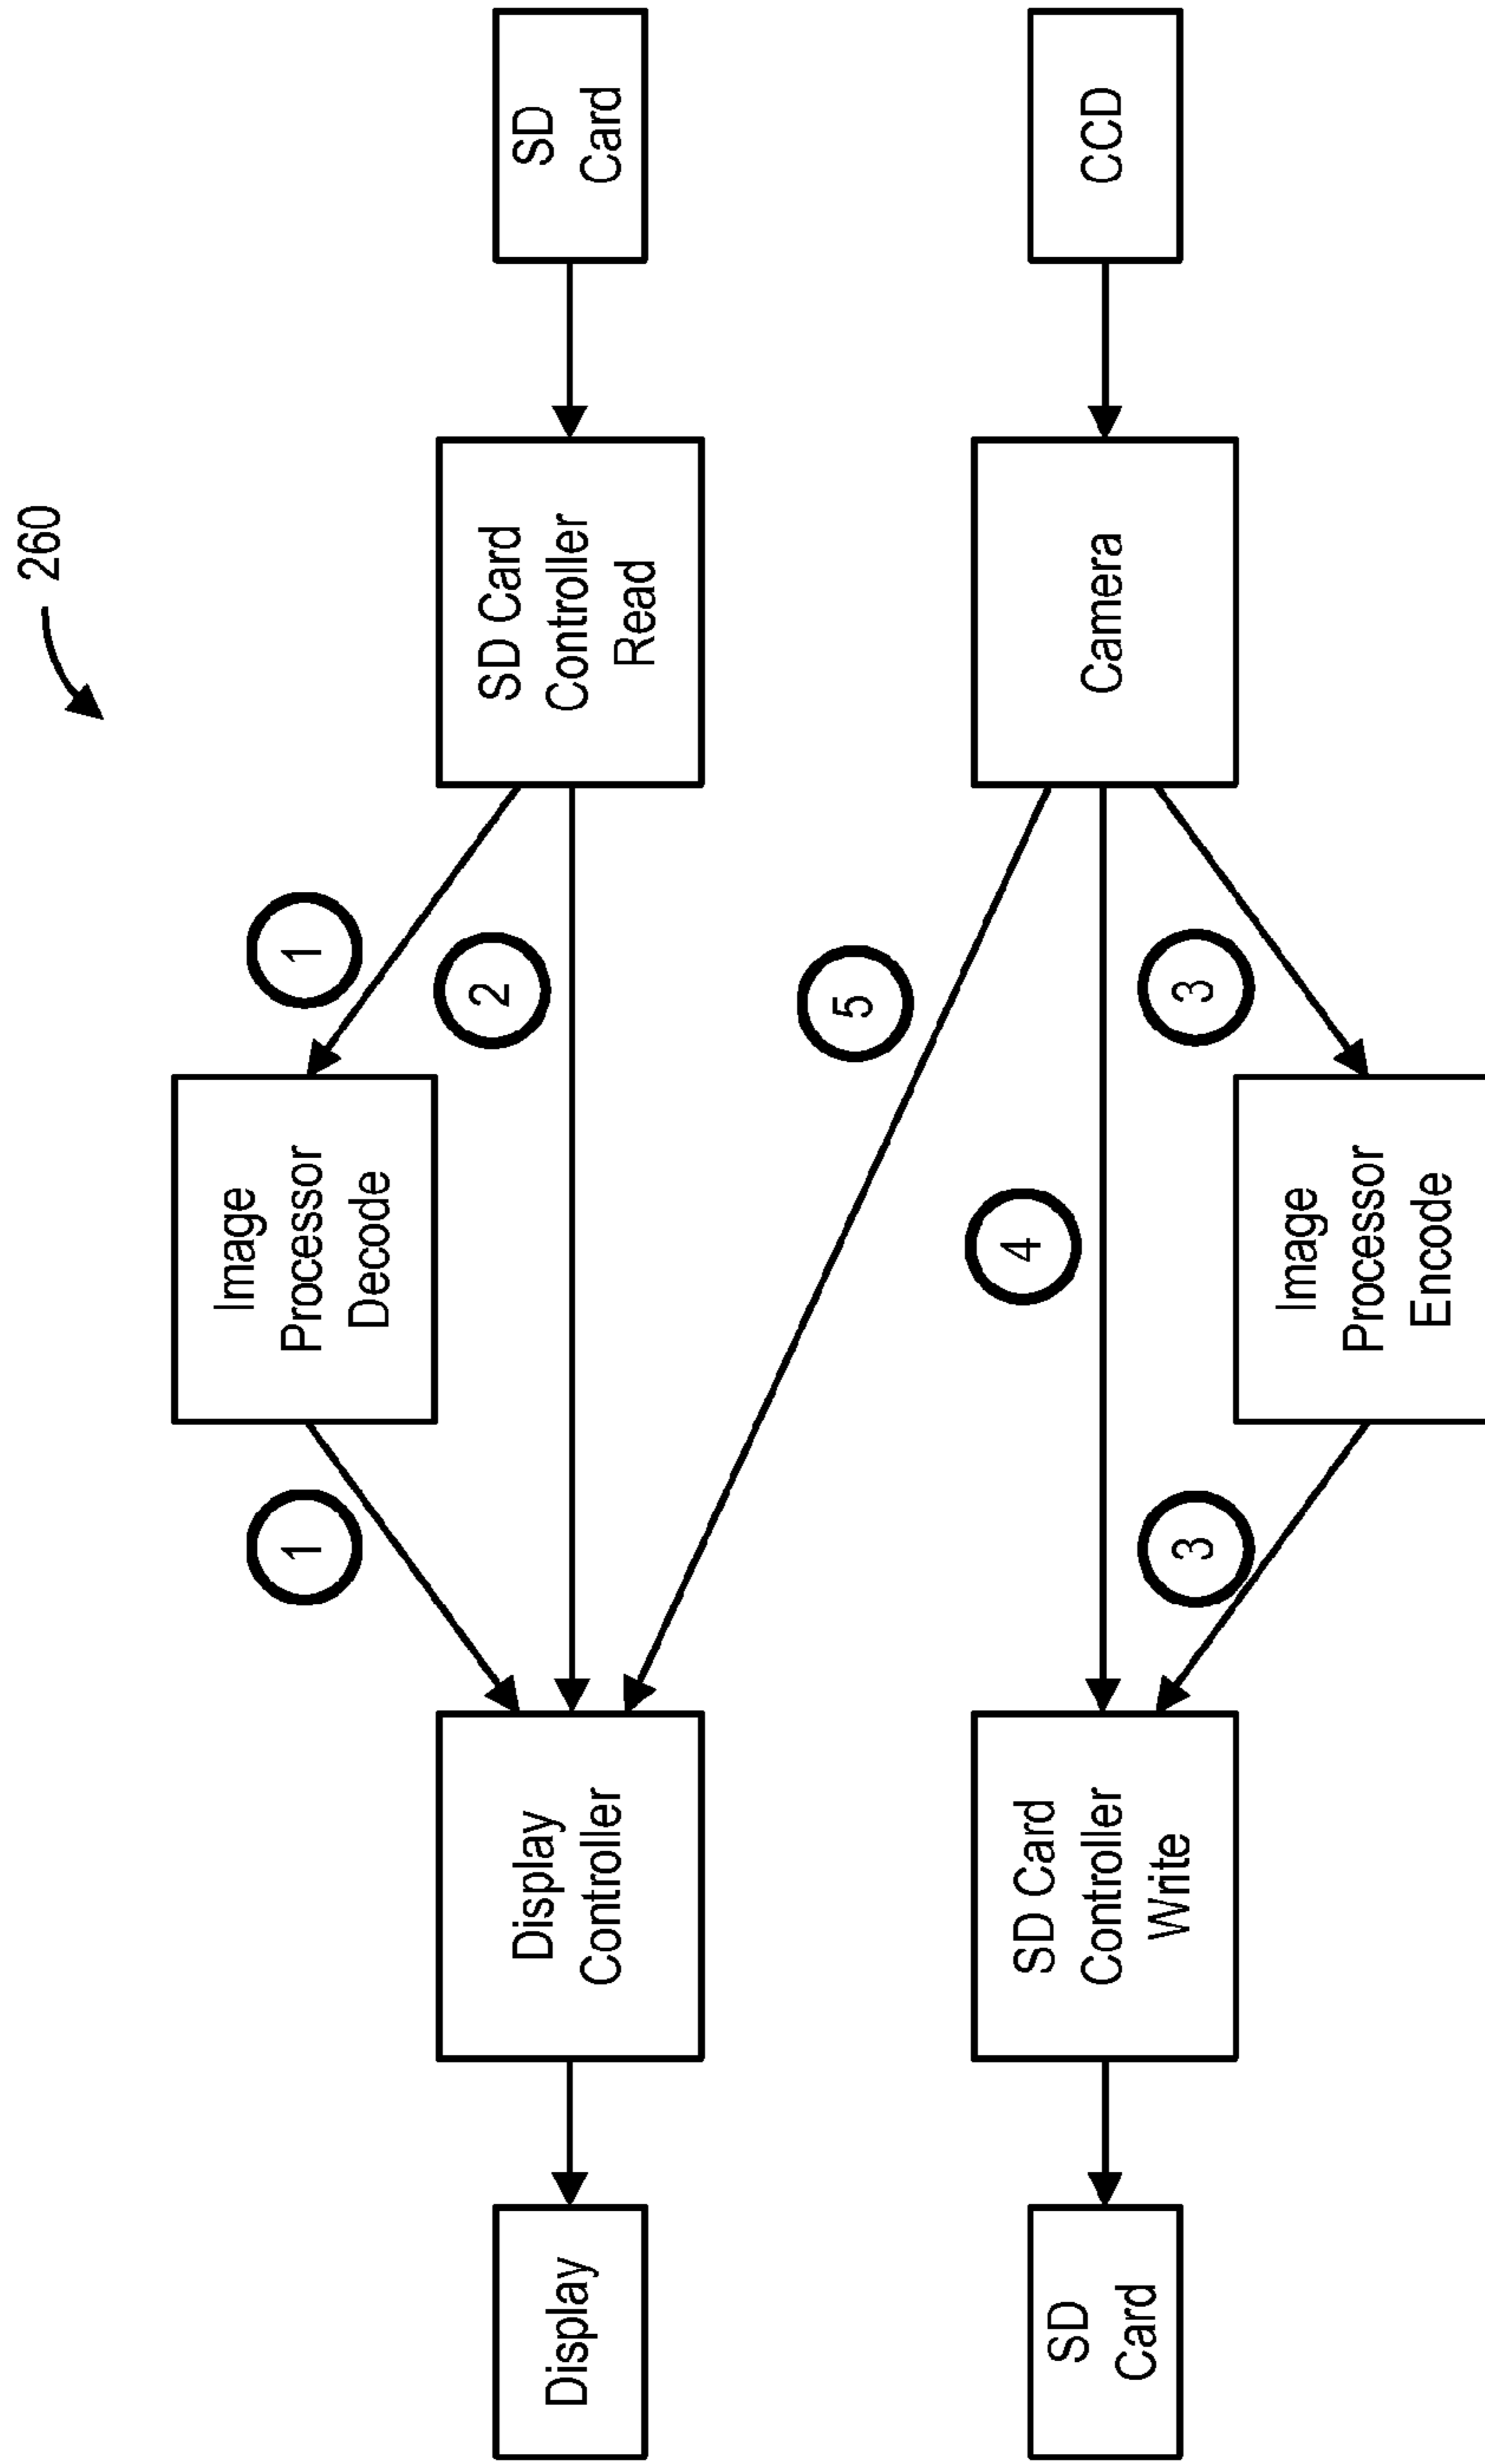 260
Image
Processor
Decode
1
1
2
Display
Display
Controller
SD Card
Controller
Read
SD
Card
5
4
SD
Card
SD Card
Controller
Write
Camera
CCD
3
3
Image
Processor
Encode